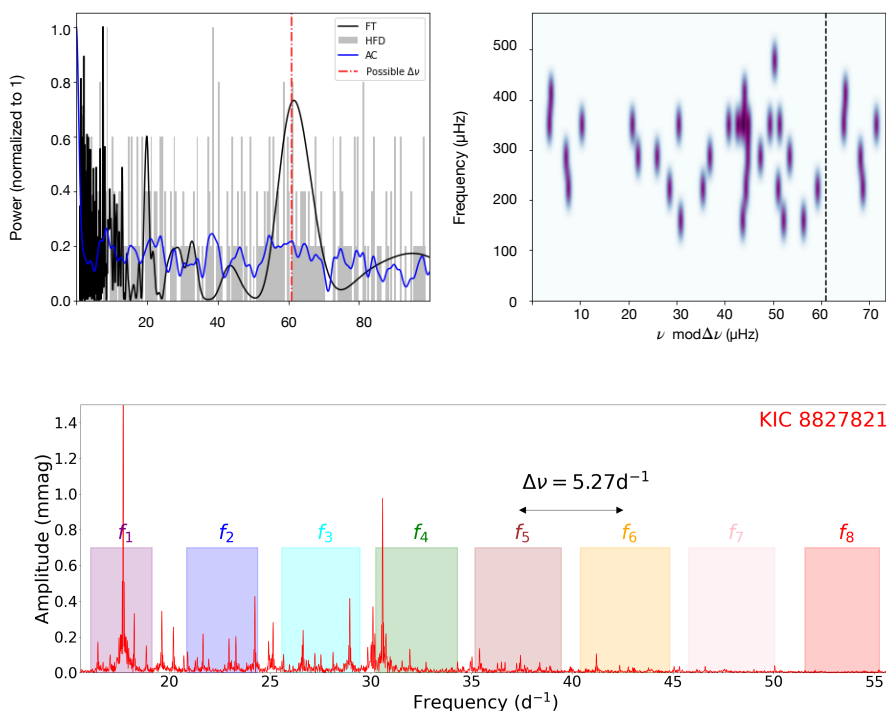 FT
HFD
AC
Possible Δν
Power (normalized to 1)
1.0
0.8
0.6
0.4
0.2
0.0
20
40
60
80
Frequency (μHz)
500
400
300
200
100
0
10
20
30
40
50
60
70
ν modΔν (μHz)
KIC 8827821
Δν = 5.27d⁻¹
f₁
f₂
f₃
f₄
f₅
f₆
f₇
f₈
Amplitude (mmag)
1.4
1.2
1.0
0.8
0.6
0.4
0.2
0.0
20
25
30
35
40
45
50
55
Frequency (d⁻¹)